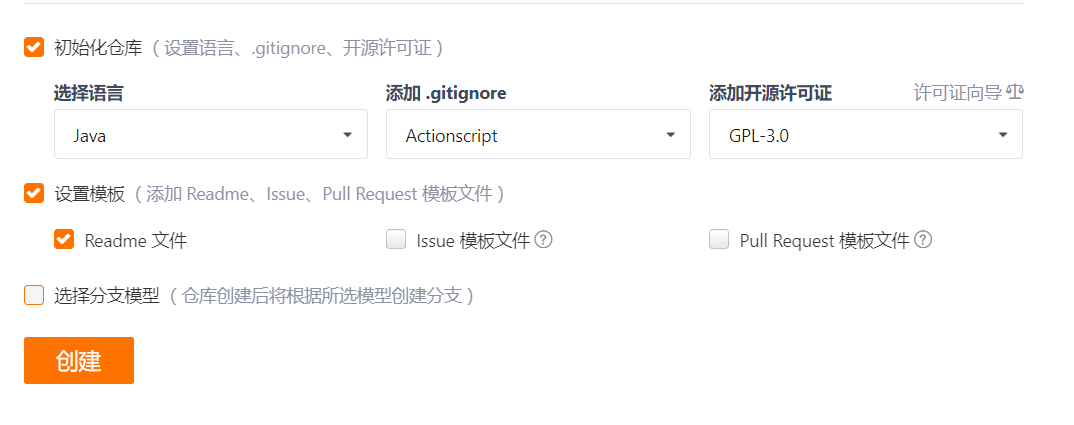 初始化仓库（设置语言、.gitignore、开源许可证）
选择语言 添加 .gitignore 添加开源许可证 许可证向导
Java Actionscript GPL-3.0
设置模板（添加 Readme、Issue、Pull Request 模板文件）
Readme 文件 Issue 模板文件 ? Pull Request 模板文件 ?
选择分支模型（仓库创建后将根据所选模型创建分支）
创建